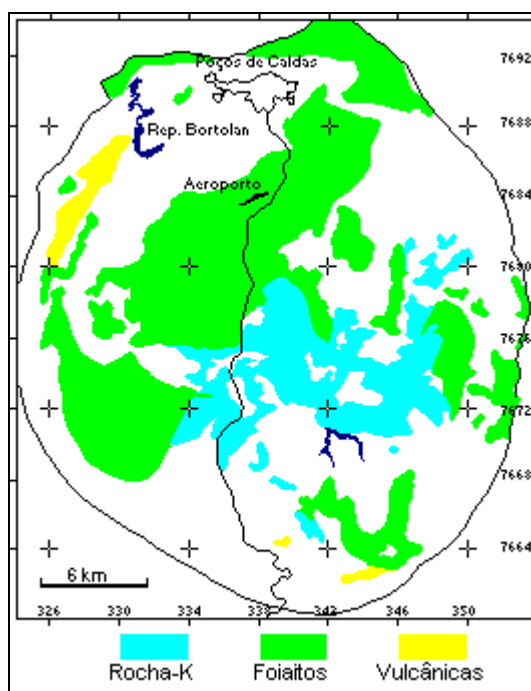 7692
Poços de Caldas
7688
Rep. Bortolan
Aeroporto
7684
7680
7676
7672
7668
7664
6 km
326 330 334 338 342 346 350
Rocha-K Foiaitos Vulcânicas